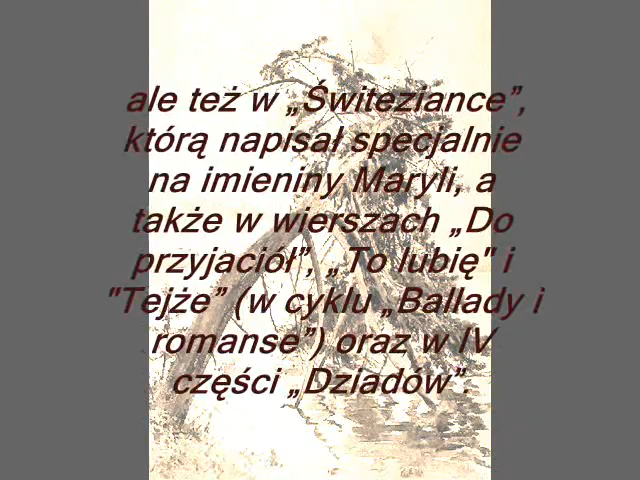 ale też w „Świteziance”,
którą napisał specjalnie
na imieniny Maryli, a
także w wierszach „Do
przyjaciół”, „To lubię" i
"Tejże” (w cyklu „Ballady i
romanse”) oraz w IV
części „Dziadów”.